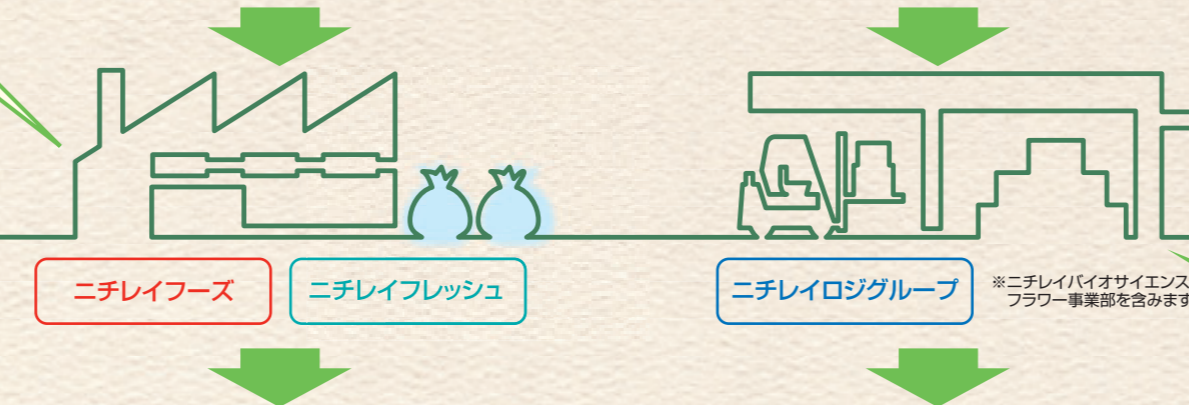 ニチレイフーズ
ニチレイフレッシュ
ニチレイロジグループ
※ニチレイバイオサイエンス
フラワー事業部を含みます